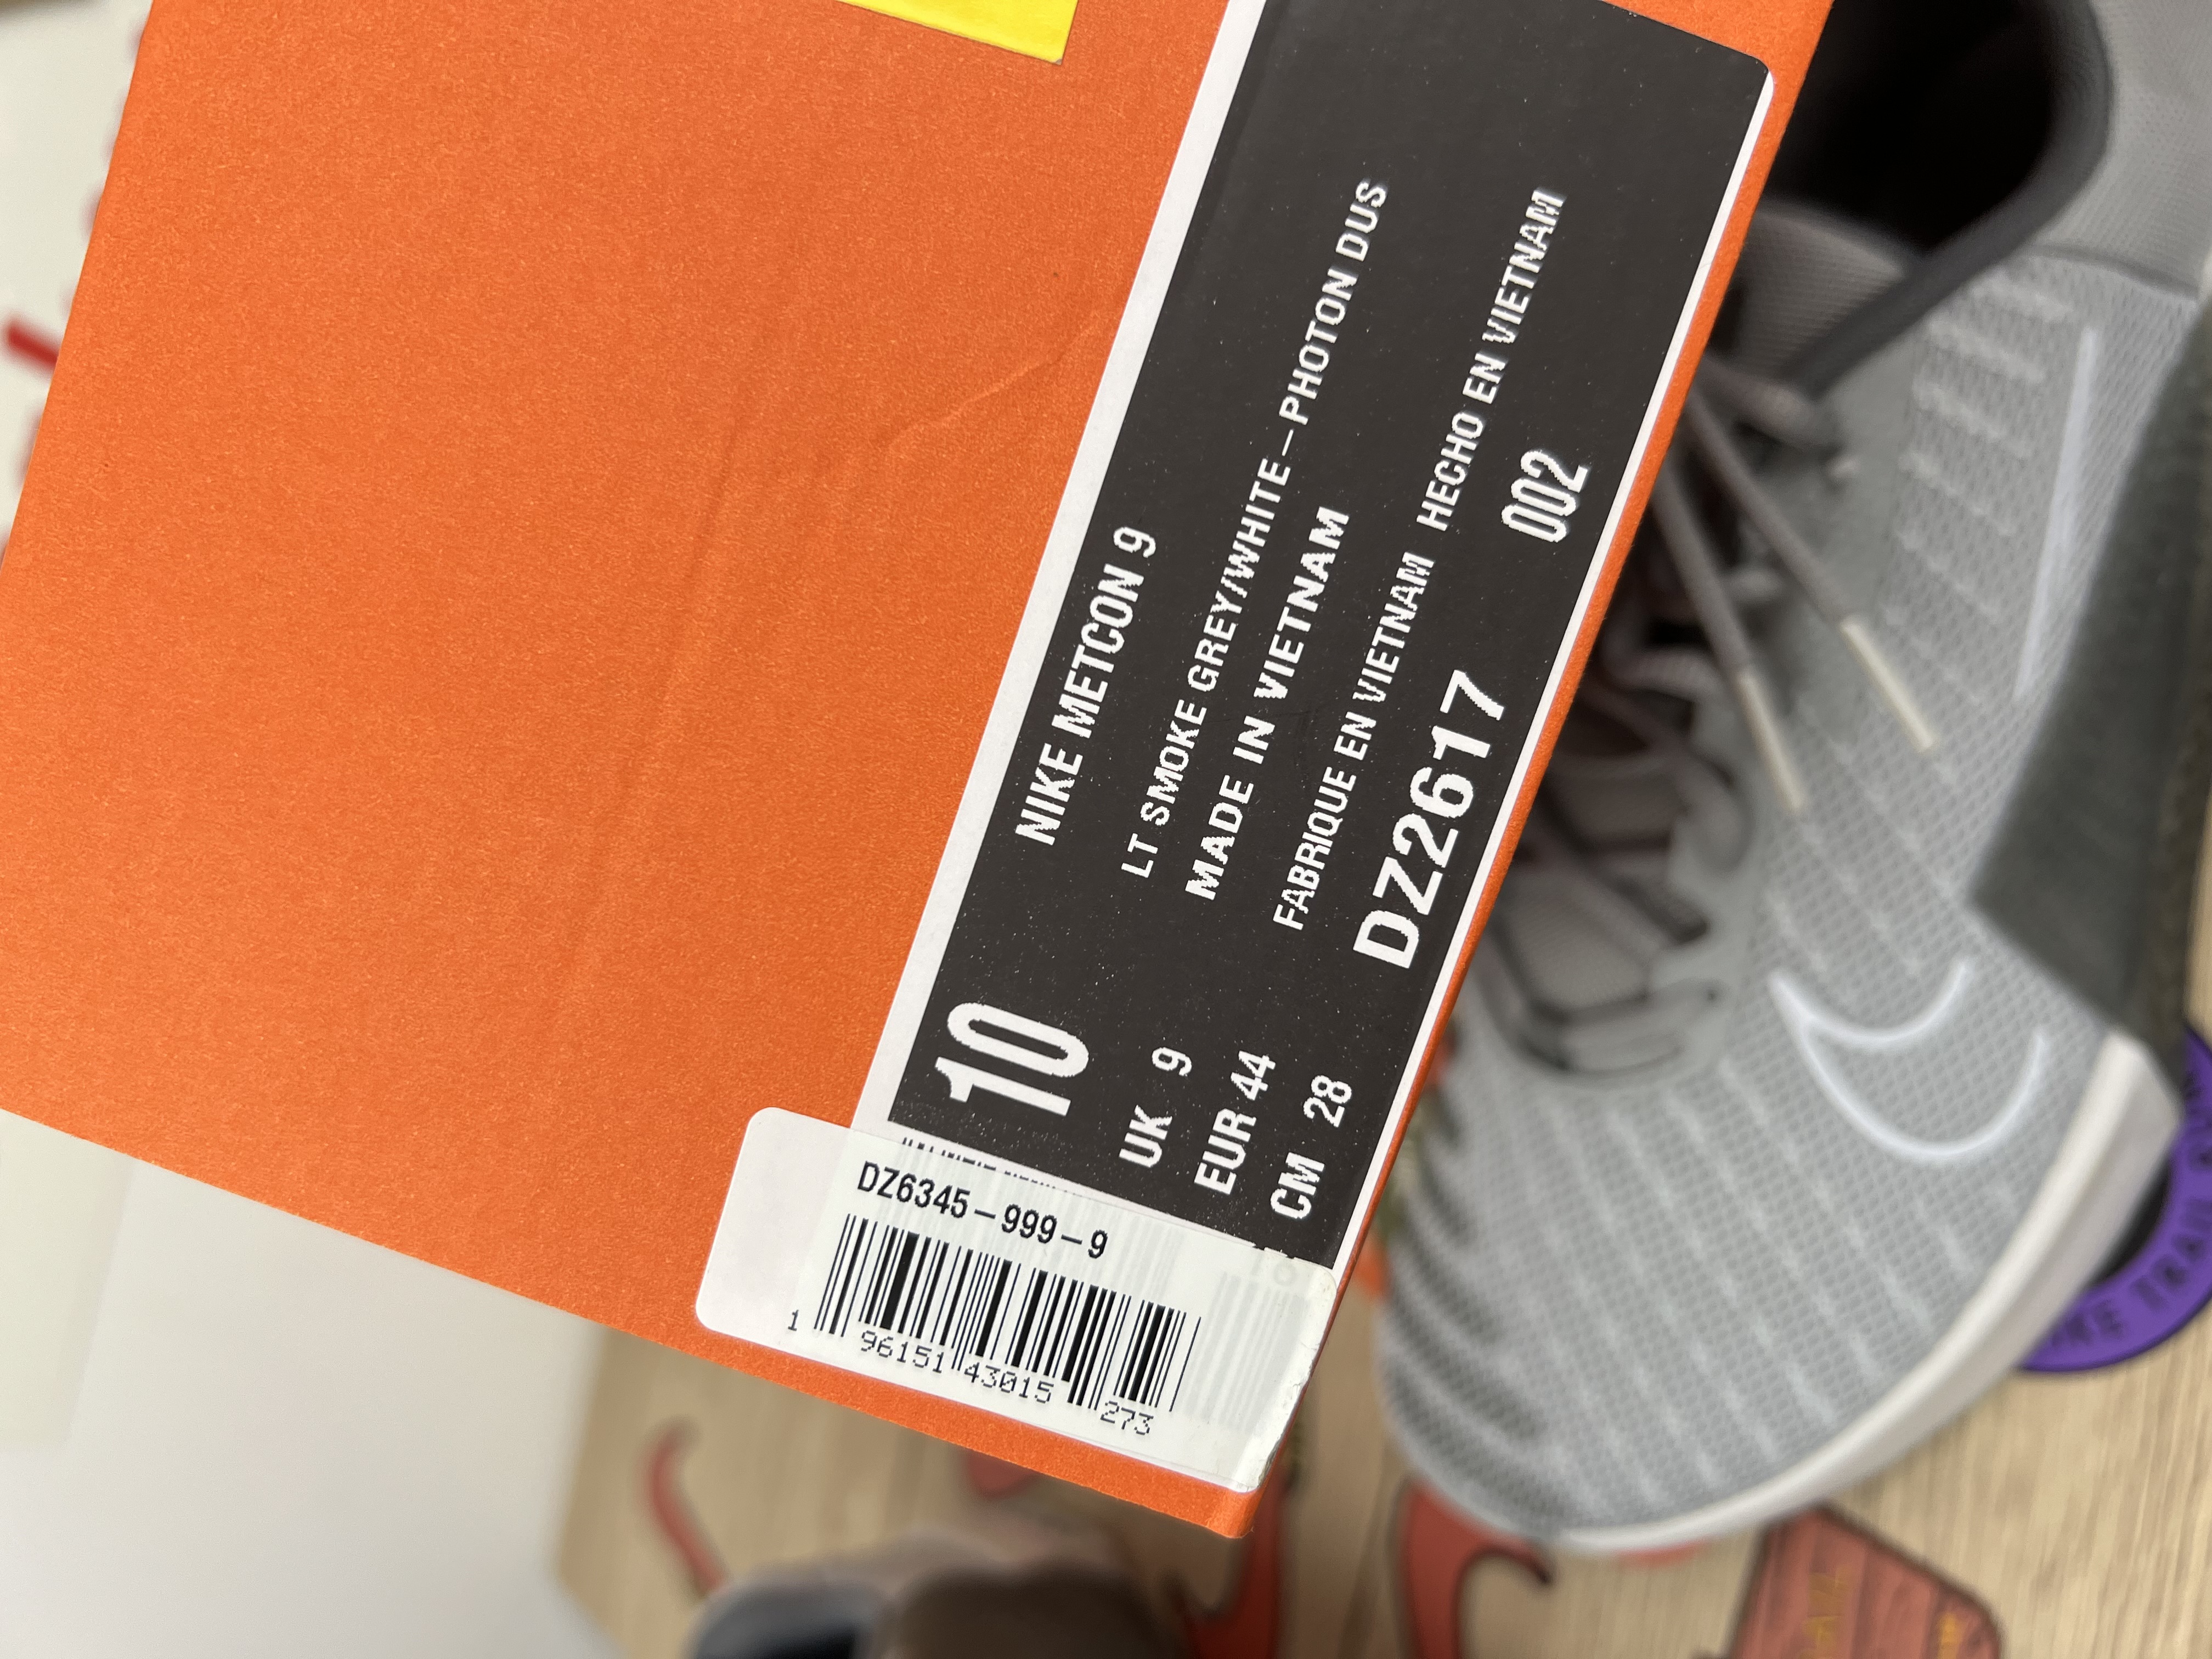 10
UK 9
EUR 44
CM 28
NIKE METCON 9
LT SMOKE GREY/WHITE-PHOTON DUS
MADE IN VIETNAM
FABRIQUE EN VIETNAM HECHO EN VIETNAM
DZ2617 002
DZ6345-999-9
1 96151 43015 273
TRAIL